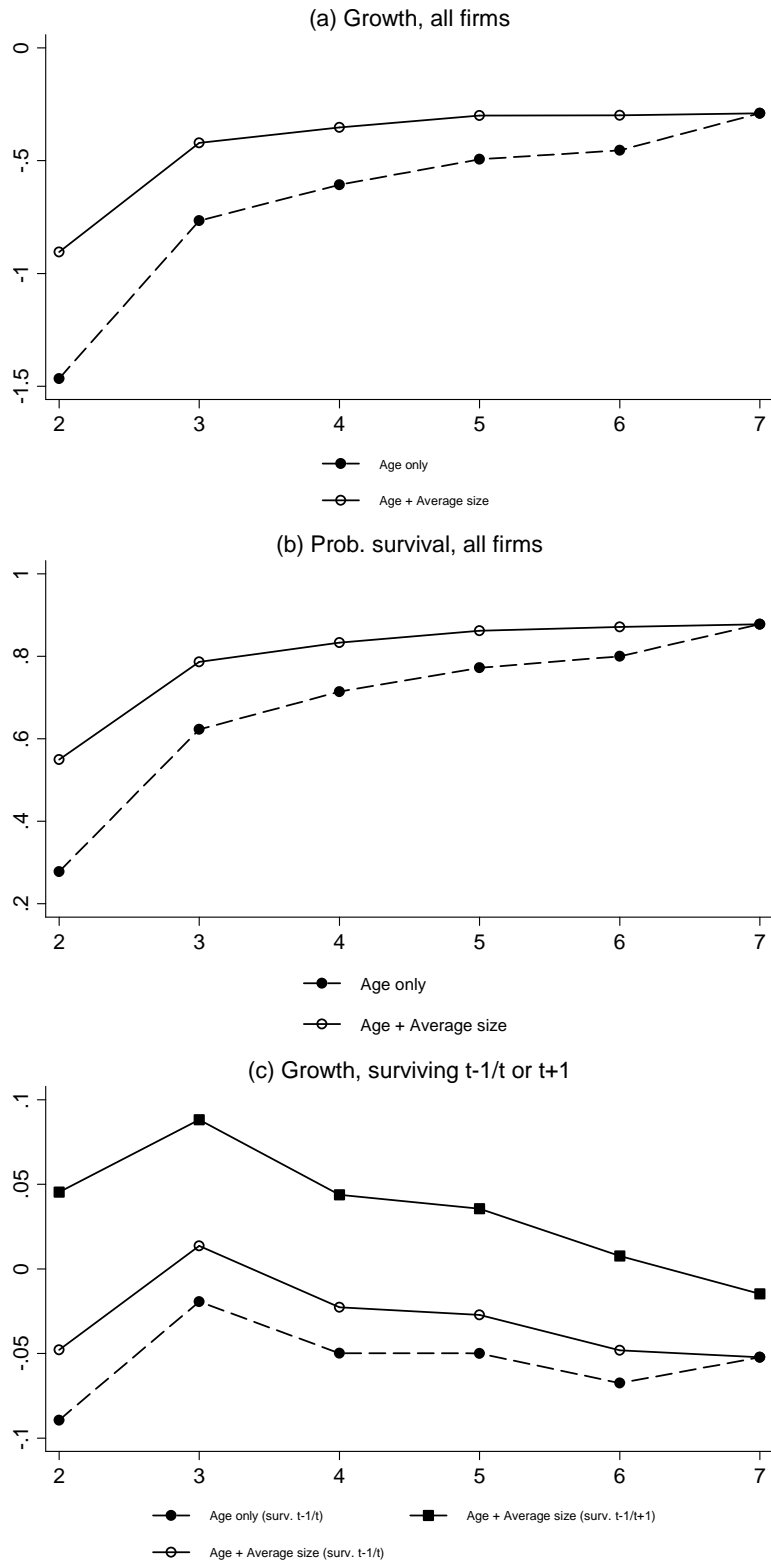 (a) Growth, all firms
0
-.5
-1
-1.5
2 3 4 5 6 7
Age only
Age + Average size
(b) Prob. survival, all firms
1
.8
.6
.4
.2
2 3 4 5 6 7
Age only
Age + Average size
(c) Growth, surviving t-1/t or t+1
.1
.05
0
-.05
-.1
2 3 4 5 6 7
Age only (surv. t-1/t) Age + Average size (surv. t-1/t+1)
Age + Average size (surv. t-1/t)